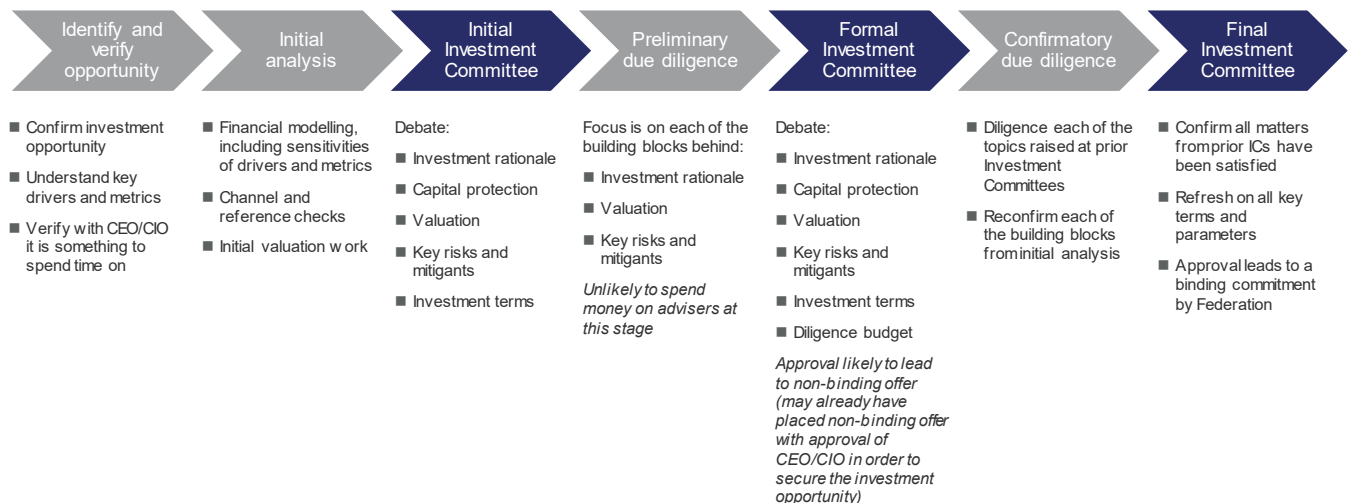 Identify and
verify
opportunity
Initial
analysis
Initial
Investment
Committee
Preliminary
due diligence
Formal
Investment
Committee
Confirmatory
due diligence
Final
Investment
Committee
■ Confirm investment
opportunity
■ Understand key
drivers and metrics
■ Verify with CEO/CIO
it is something to
spend time on
■ Financial modelling,
including sensitivities
of drivers and metrics
■ Channel and
reference checks
■ Initial valuation work
Debate:
■ Investment rationale
■ Capital protection
■ Valuation
■ Key risks and
mitigants
■ Investment terms
Focus is on each of the
building blocks behind:
■ Investment rationale
■ Valuation
■ Key risks and
mitigants
Unlikely to spend
money on advisers at
this stage
Debate:
■ Investment rationale
■ Capital protection
■ Valuation
■ Key risks and
mitigants
■ Investment terms
■ Diligence budget
Approval likely to lead
to non-binding offer
(may already have
placed non-binding offer
with approval of
CEO/CIO in order to
secure the investment
opportunity)
■ Diligence each of the
topics raised at prior
Investment
Committees
■ Reconfirm each of
the building blocks
from initial analysis
■ Confirm all matters
from prior ICs have
been satisfied
■ Refresh on all key
terms and
parameters
■ Approval leads to a
binding commitment
by Federation